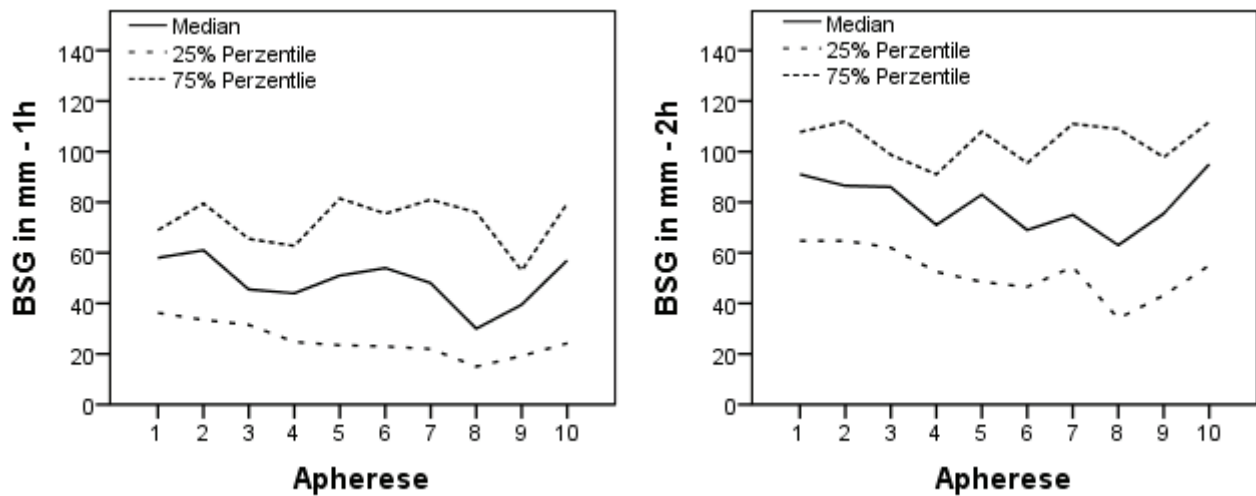 Median
25% Perzentile
75% Perzentlie
140
120
100
80
60
40
20
0
BSG in mm - 1h
1 2 3 4 5 6 7 8 9 10
Apherese
Median
25% Perzentile
75% Perzentlie
140
120
100
80
60
40
20
0
BSG in mm - 2h
1 2 3 4 5 6 7 8 9 10
Apherese